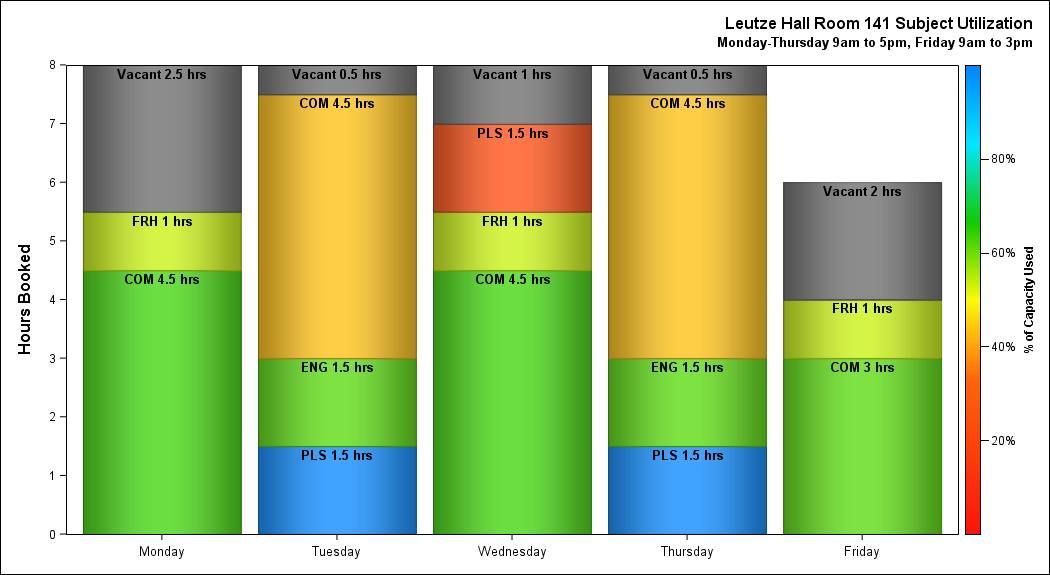 Leutze Hall Room 141 Subject Utilization
Monday-Thursday 9am to 5pm, Friday 9am to 3pm
Hours Booked
8
7
6
5
4
3
2
1
0
Vacant 2.5 hrs
FRH 1 hrs
COM 4.5 hrs
Vacant 0.5 hrs
COM 4.5 hrs
ENG 1.5 hrs
PLS 1.5 hrs
Vacant 1 hrs
PLS 1.5 hrs
FRH 1 hrs
COM 4.5 hrs
Vacant 0.5 hrs
COM 4.5 hrs
ENG 1.5 hrs
PLS 1.5 hrs
Vacant 2 hrs
FRH 1 hrs
COM 3 hrs
Monday Tuesday Wednesday Thursday Friday
80%
60%
40%
20%
% of Capacity Used